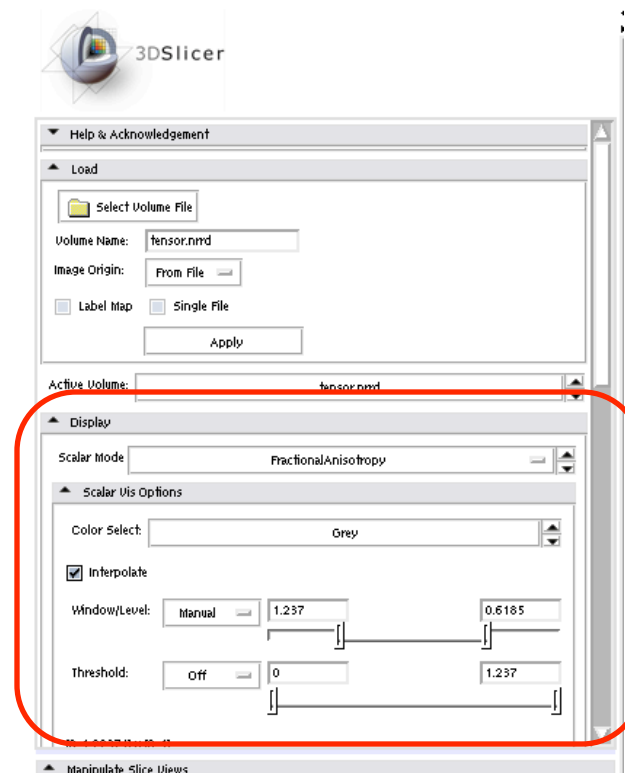 3DSlicer
Help & Acknowledgement
Load
Select Volume File
Volume Name: tensor.nrrd
Image Origin: From File
Label Map Single File
Apply
Active Volume: tensor.nrrd
Display
Scalar Mode FractionalAnisotropy
Scalar Vis Options
Color Select: Grey
Interpolate
Window/Level: Manual 1.237 0.6185
Threshold: Off 0 1.237
Manipulate Slice Views